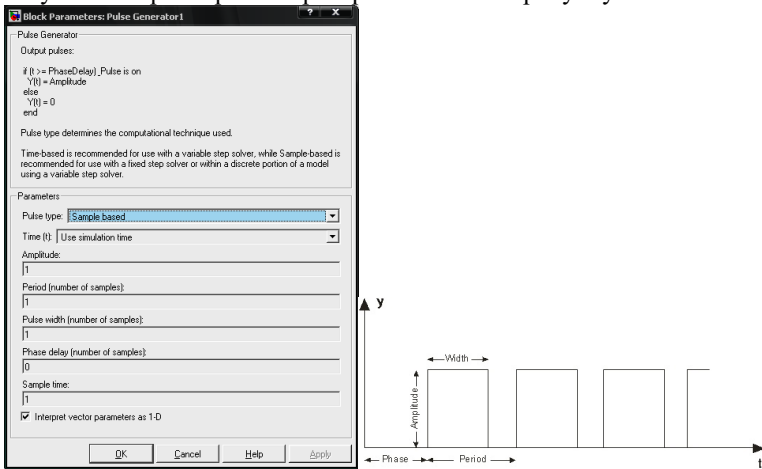 Block Parameters: Pulse Generator1
Pulse Generator
Output pulses:
if (t >= PhaseDelay) Pulse is on
Y(t) = Amplitude
else
Y(t) = 0
end
Pulse type determines the computational technique used.
Time-based is recommended for use with a variable step solver, while Sample-based is
recommended for use with a fixed step solver or within a discrete portion of a model
using a variable step solver.
Parameters
Pulse type: Sample based
Time (t): Use simulation time
Amplitude:
1
Period (number of samples):
1
Pulse width (number of samples):
1
Phase delay (number of samples):
0
Sample time:
1
Interpret vector parameters as 1-D
OK Cancel Help Apply
y
Width
Amplitude
Phase Period
t